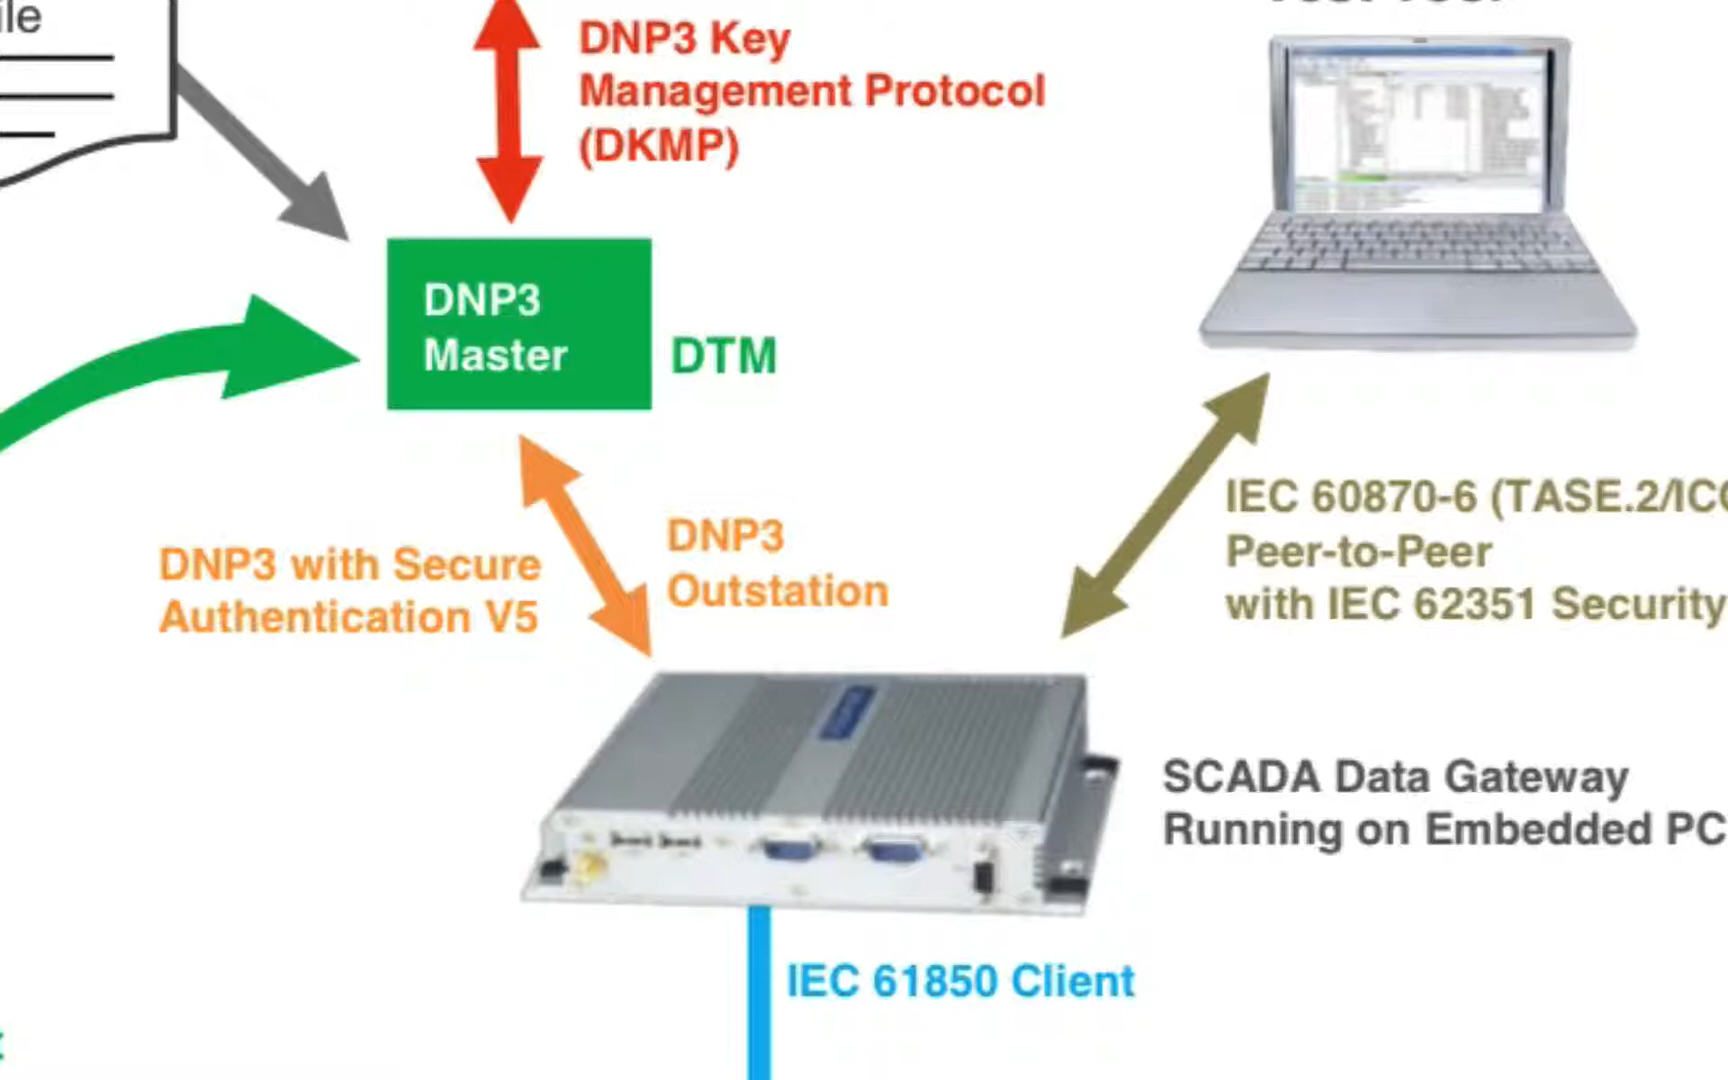 DNP3 Key
Management Protocol
(DKMP)
DNP3
Master
DTM
DNP3 with Secure
Authentication V5
DNP3
Outstation
IEC 60870-6 (TASE.2/ICC
Peer-to-Peer
with IEC 62351 Security
SCADA Data Gateway
Running on Embedded PC
IEC 61850 Client